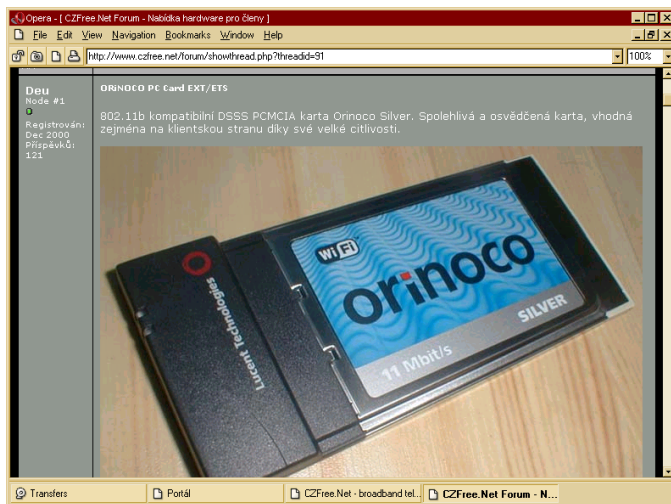 Opera - [ CZFree.Net Forum - Nabídka hardware pro členy ]
File Edit View Navigation Bookmarks Window Help
http://www.czfree.net/forum/showthread.php?threadid=91 100%
Deu
Node #1
Registrován:
Dec 2000
Příspěvků:
121
ORiNOCO PC Card EXT/ETS
802.11b kompatibilní DSSS PCMCIA karta Orinoco Silver. Spolehlivá a osvědčená karta, vhodná
zejména na klientskou stranu díky své velké citlivosti.
WiFi
orinoco
SILVER
11 Mbit/s
Lucent Technologies
Transfers Portál CZFree.Net - broadband tel... CZFree.Net Forum - N...